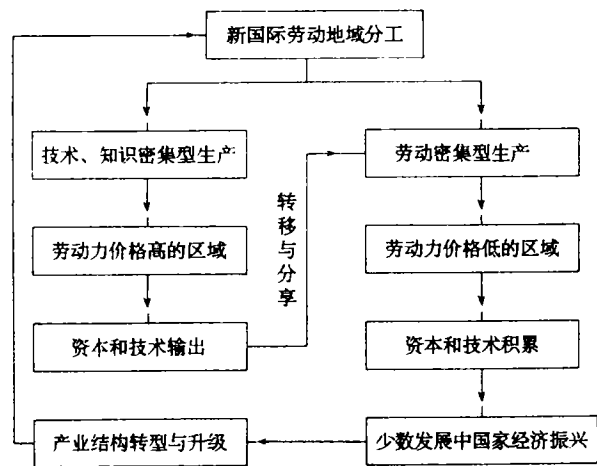 新国际劳动地域分工
技术、知识密集型生产
劳动密集型生产
转移与分享
劳动力价格高的区域
劳动力价格低的区域
资本和技术输出
资本和技术积累
产业结构转型与升级
少数发展中国家经济振兴